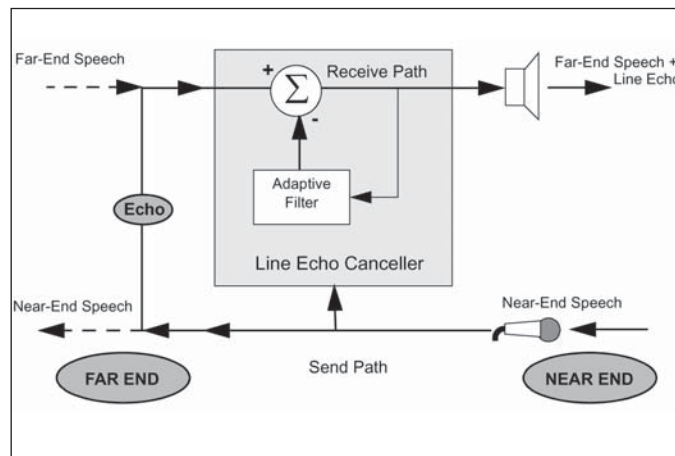 Far-End Speech
+
Receive Path
Far-End Speech +
Line Echo
Σ
-
Adaptive
Filter
Echo
Line Echo Canceller
Near-End Speech
Near-End Speech
Send Path
FAR END
NEAR END